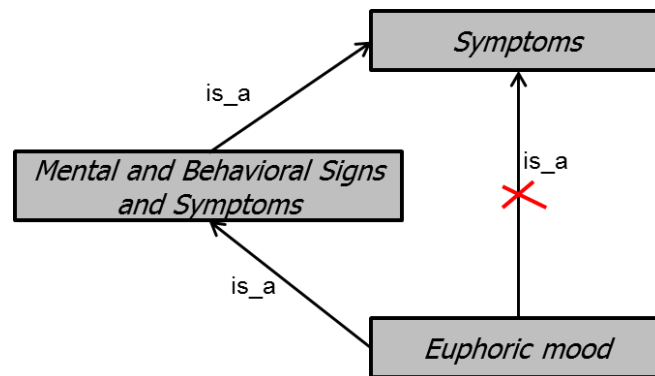 Symptoms
is_a
Mental and Behavioral Signs
and Symptoms
is_a
is_a
Euphoric mood